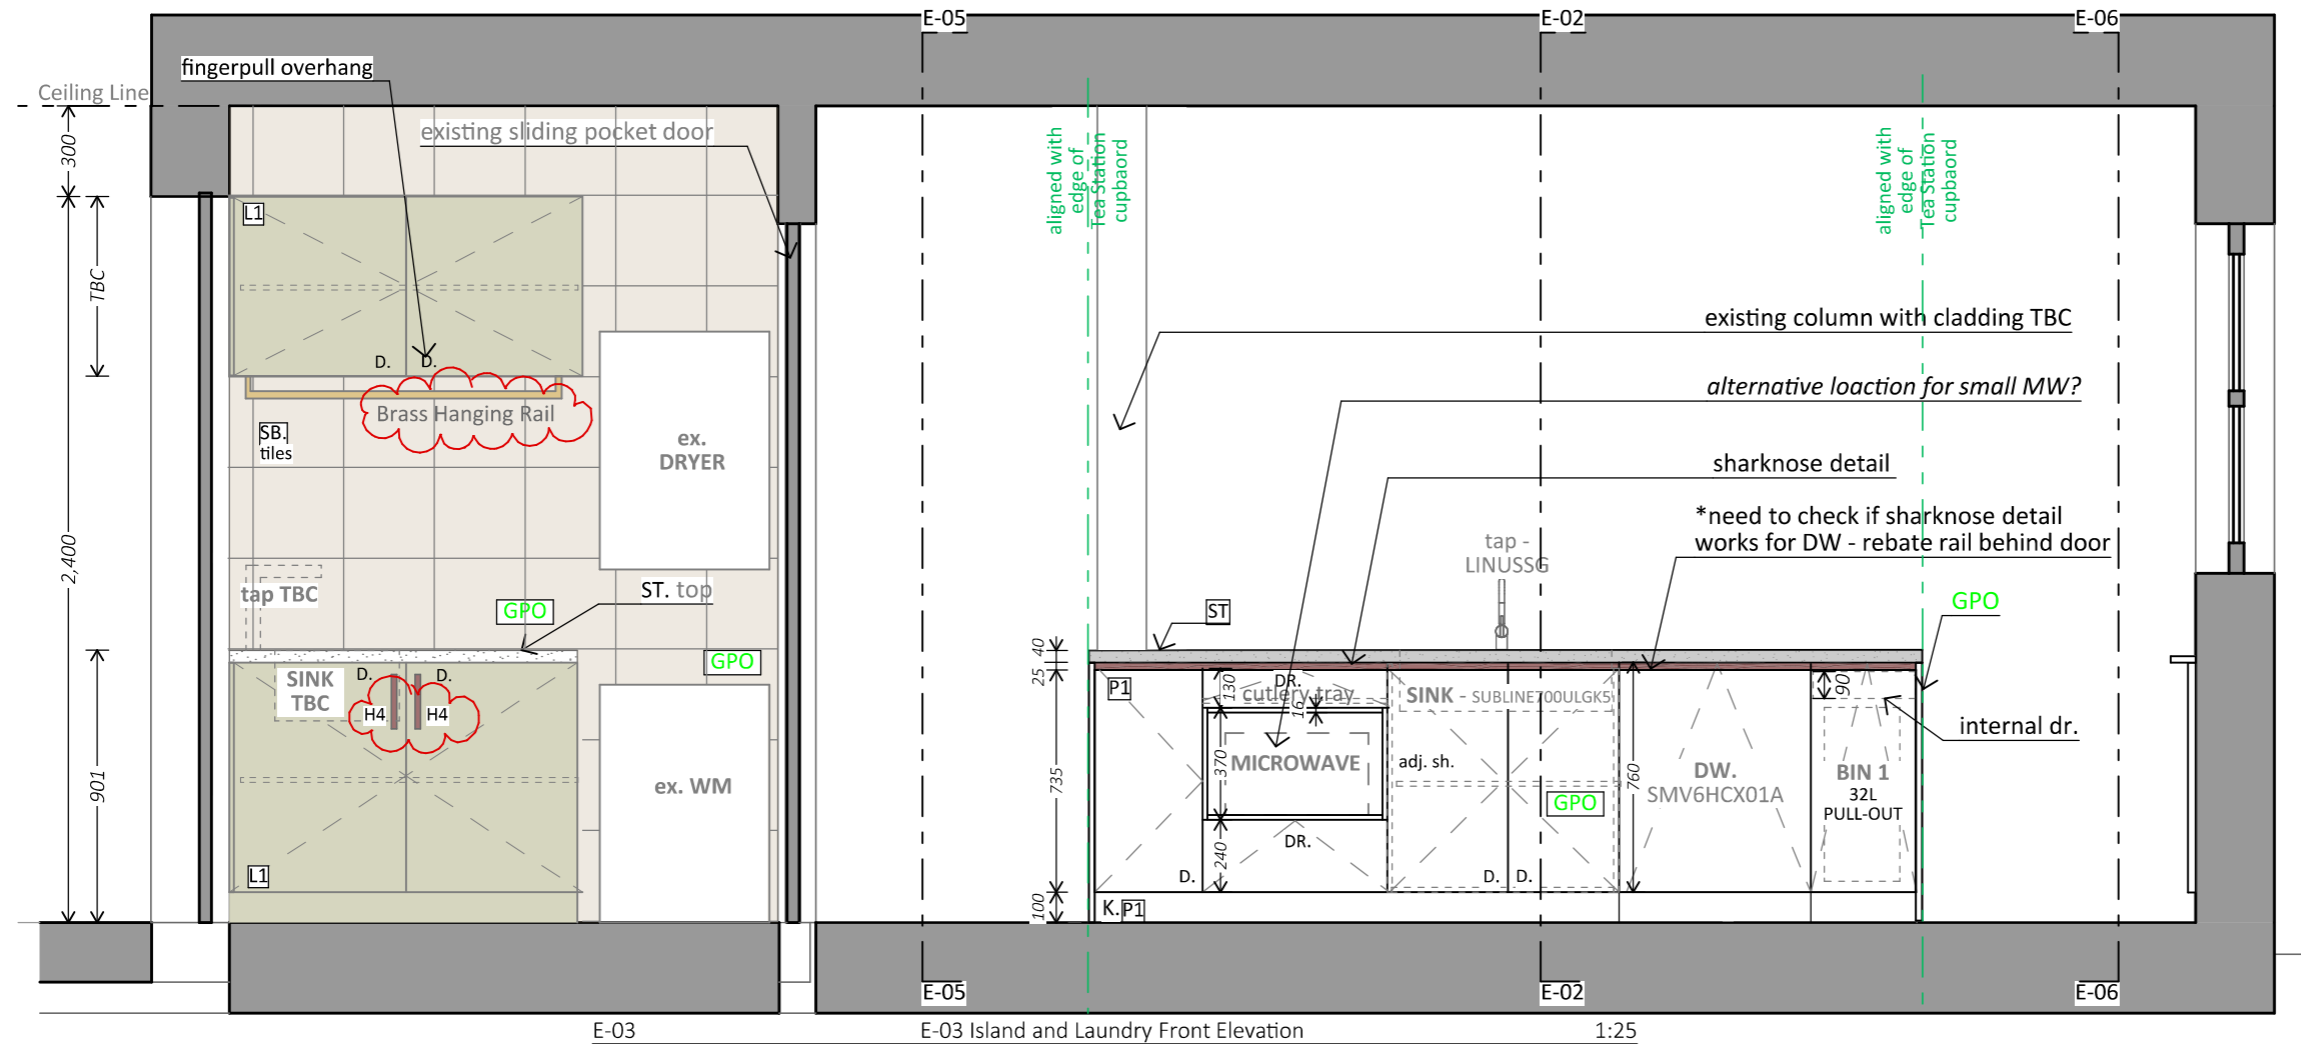 E-05
E-02
E-06
fingerpull overhang
Ceiling Line
existing sliding pocket door
300
aligned with
edge of
Tea Station
cupbaord
aligned with
edge of
Tea Station
cupbaord
L1
TBC
existing column with cladding TBC
D.
D.
alternative loaction for small MW?
Brass Hanging Rail
SB.
tiles
ex.
DRYER
sharknose detail
*need to check if sharknose detail
works for DW - rebate rail behind door
2,400
tap -
LINUSSG
tap TBC
GPO
ST. top
ST
GPO
40
25
GPO
SINK
TBC
D.
D.
H4
H4
P1
130
DR.
cutlery tray
16
SINK - SUBLINE700ULGK5
90
internal dr.
901
ex. WM
735
370
MICROWAVE
adj. sh.
GPO
760
DW.
SMV6HCX01A
BIN 1
32L
PULL-OUT
240
DR.
L1
D.
D.
D.
100
K.
P1
E-05
E-02
E-06
E-03
E-03 Island and Laundry Front Elevation
1:25